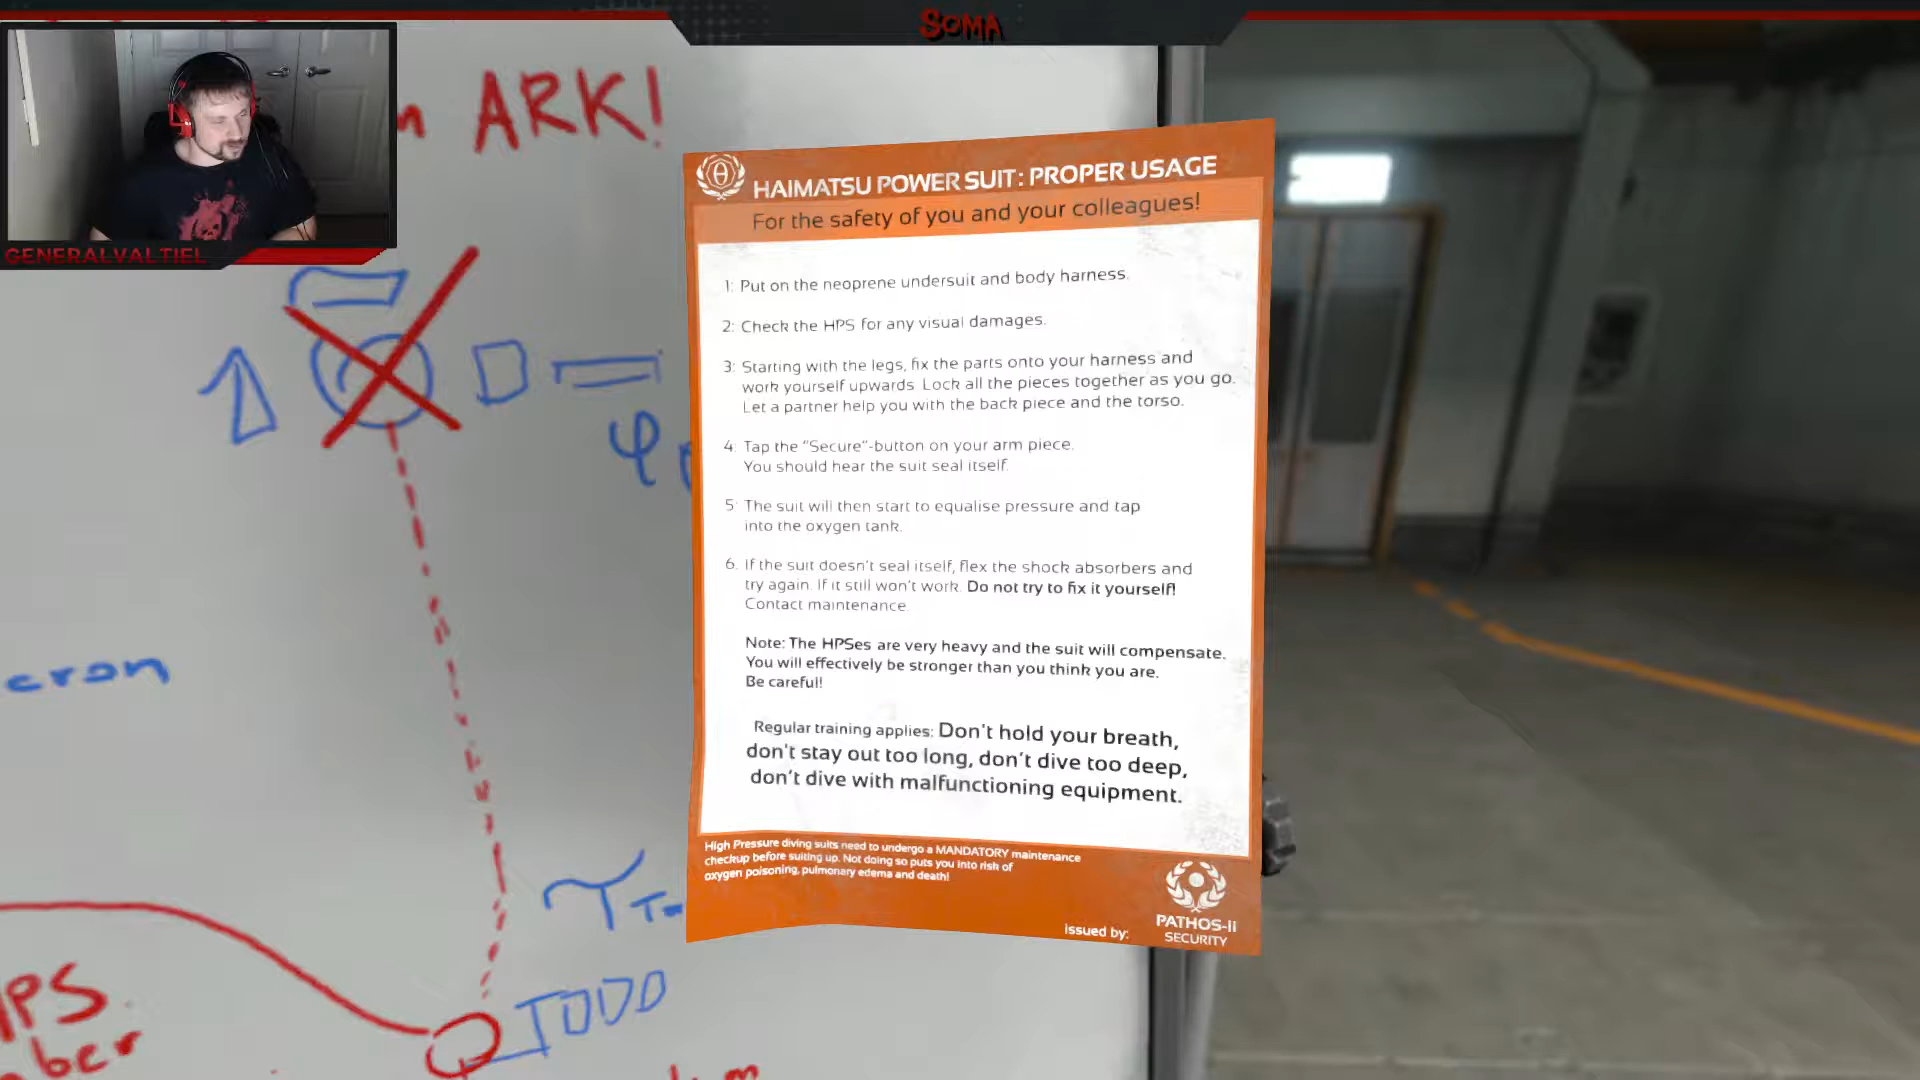 SOMA
ARK!
GENERALVALTIEL
HAIMATSU POWER SUIT: PROPER USAGE
For the safety of you and your colleagues!
1: Put on the neoprene undersuit and body harness.
2: Check the HPS for any visual damages.
3: Starting with the legs, fix the parts onto your harness and
work yourself upwards. Lock all the pieces together as you go.
Let a partner help you with the back piece and the torso.
4: Tap the "Secure"-button on your arm piece.
You should hear the suit seal itself.
5: The suit will then start to equalise pressure and tap
into the oxygen tank.
6. If the suit doesn't seal itself, flex the shock absorbers and
try again. If it still won't work. Do not try to fix it yourself!
Contact maintenance.
Note: The HPSes are very heavy and the suit will compensate.
You will effectively be stronger than you think you are.
Be careful!
Regular training applies: Don't hold your breath,
don't stay out too long, don't dive too deep,
don't dive with malfunctioning equipment.
High Pressure diving suits need to undergo a MANDATORY maintenance
checkup before suiting up. Not doing so puts you into risk of
oxygen poisoning, pulmonary edema and death!
issued by:
PATHOS-II
SECURITY
φ
cron
TODO
HPS
ber